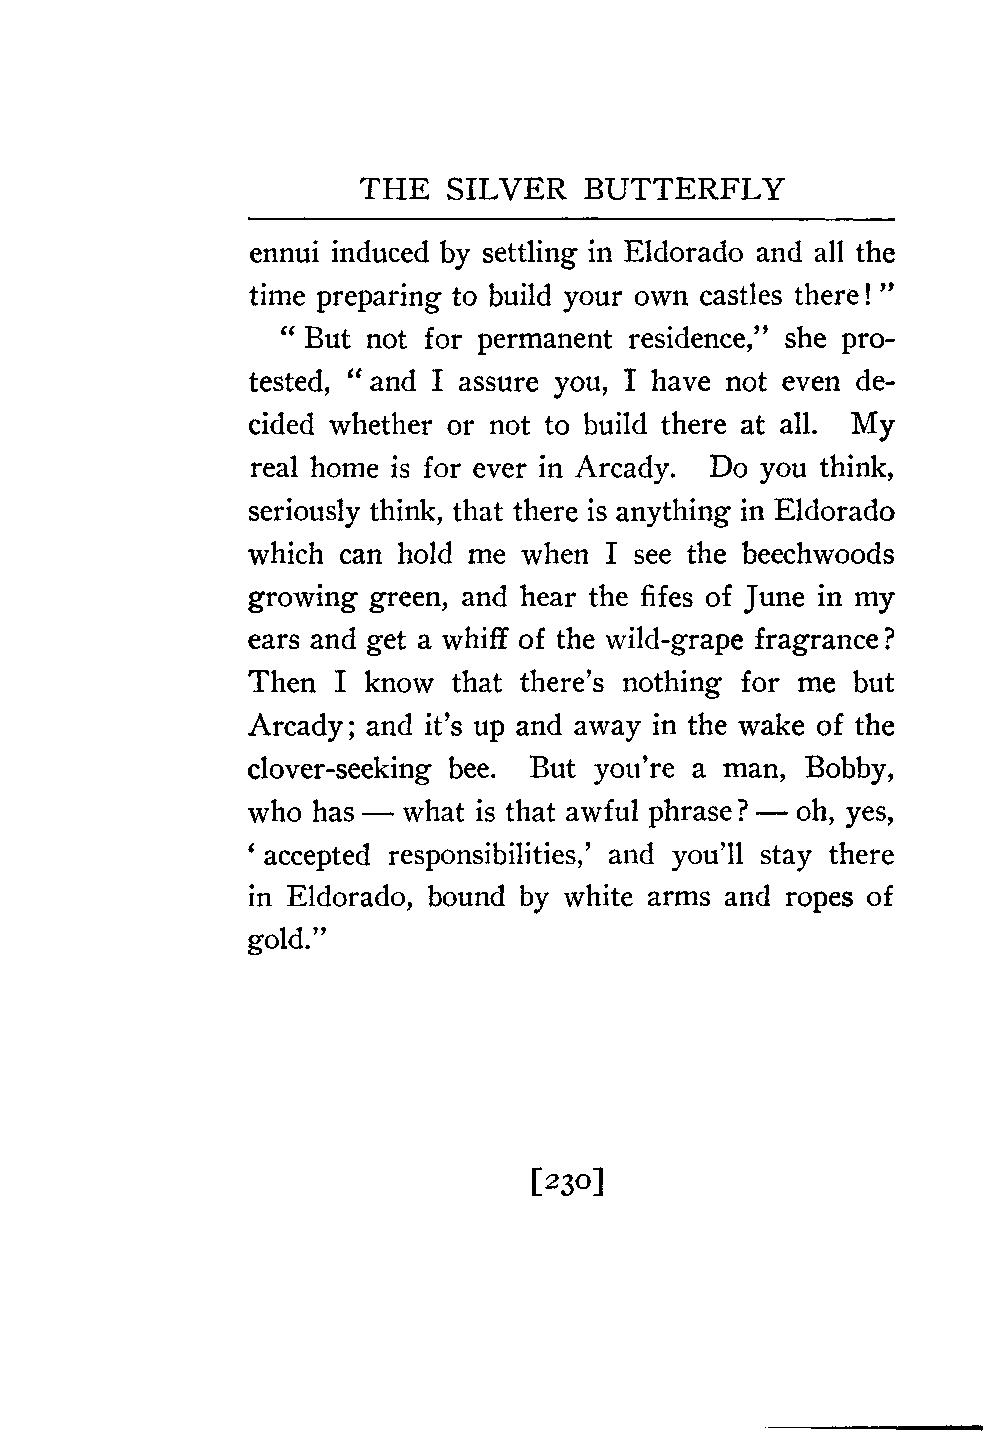 THE SILVER BUTTERFLY
ennui induced by settling in Eldorado and all the
time preparing to build your own castles there! ”
“ But not for permanent residence,” she pro-
tested, “ and I assure you, I have not even de-
cided whether or not to build there at all. My
real home is for ever in Arcady. Do you think,
seriously think, that there is anything in Eldorado
which can hold me when I see the beechwoods
growing green, and hear the fifes of June in my
ears and get a whiff of the wild-grape fragrance?
Then I know that there's nothing for me but
Arcady; and it's up and away in the wake of the
clover-seeking bee. But you're a man, Bobby,
who has — what is that awful phrase? — oh, yes,
‘ accepted responsibilities,’ and you'll stay there
in Eldorado, bound by white arms and ropes of
gold.”
[230]